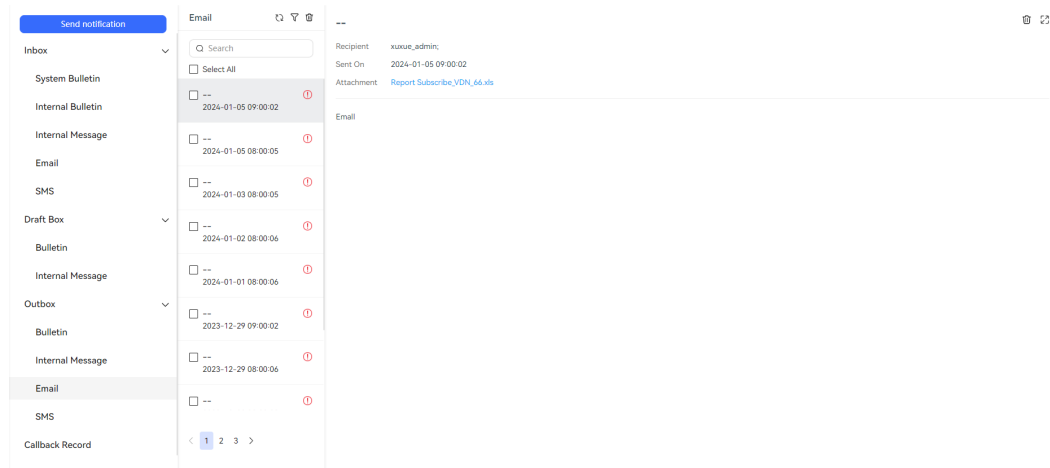 Send notification
Inbox
System Bulletin
Internal Bulletin
Internal Message
Email
SMS
Draft Box
Bulletin
Internal Message
Outbox
Bulletin
Internal Message
Email
SMS
Callback Record
Email
Search
Select All
--
2024-01-05 09:00:02
--
2024-01-05 08:00:05
--
2024-01-03 08:00:05
--
2024-01-02 08:00:06
--
2024-01-01 08:00:06
--
2023-12-29 09:00:02
--
2023-12-29 08:00:06
--
< 1 2 3 >
--
Recipient xuxue_admin;
Sent On 2024-01-05 09:00:02
Attachment Report Subscribe_VDN_66.xls
Emall